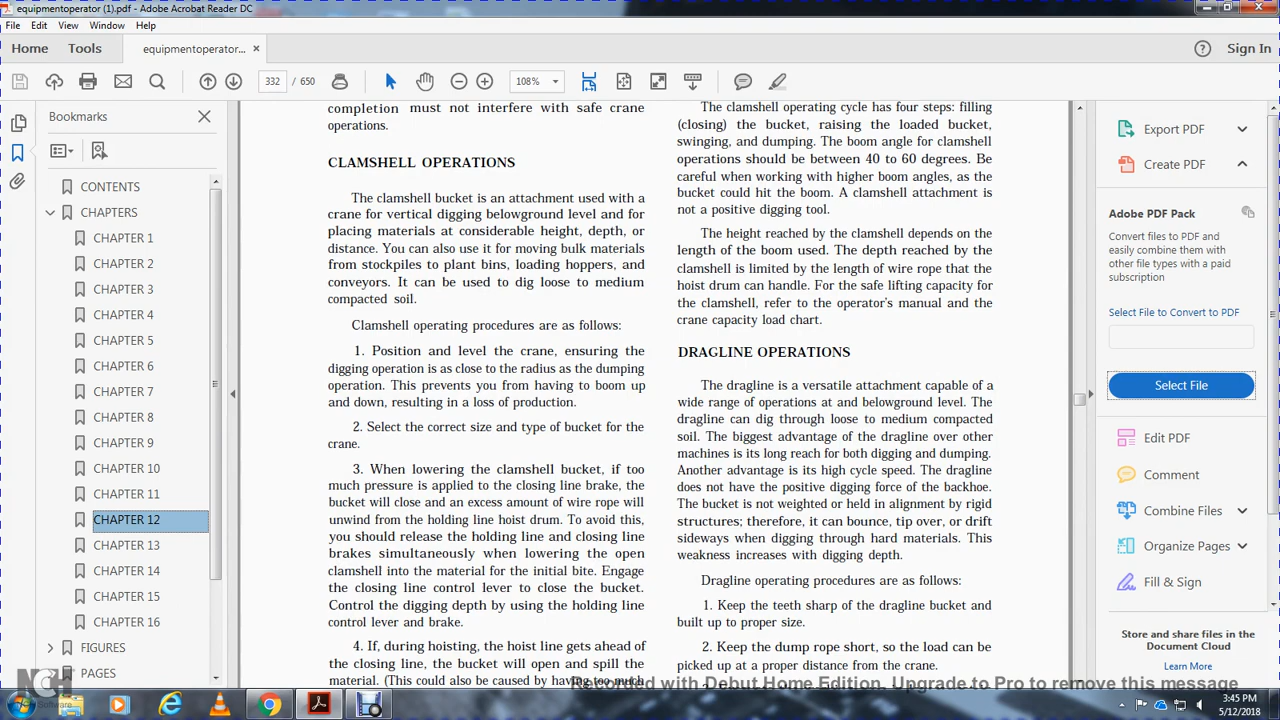 equipmentoperator (1).pdf - Adobe Acrobat Reader DC
File Edit View Window Help
Home Tools equipmentoperator... × Sign In
332 / 650 108%
Bookmarks
CONTENTS
CHAPTERS
CHAPTER 1
CHAPTER 2
CHAPTER 3
CHAPTER 4
CHAPTER 5
CHAPTER 6
CHAPTER 7
CHAPTER 8
CHAPTER 9
CHAPTER 10
CHAPTER 11
CHAPTER 12
CHAPTER 13
CHAPTER 14
CHAPTER 15
CHAPTER 16
FIGURES
PAGES
completion must not interfere with safe crane
operations.
CLAMSHELL OPERATIONS
The clamshell bucket is an attachment used with a
crane for vertical digging belowground level and for
placing materials at considerable height, depth, or
distance. You can also use it for moving bulk materials
from stockpiles to plant bins, loading hoppers, and
conveyors. It can be used to dig loose to medium
compacted soil.
Clamshell operating procedures are as follows:
1. Position and level the crane, ensuring the
digging operation is as close to the radius as the dumping
operation. This prevents you from having to boom up
and down, resulting in a loss of production.
2. Select the correct size and type of bucket for the
crane.
3. When lowering the clamshell bucket, if too
much pressure is applied to the closing line brake, the
bucket will close and an excess amount of wire rope will
unwind from the holding line hoist drum. To avoid this,
you should release the holding line and closing line
brakes simultaneously when lowering the open
clamshell into the material for the initial bite. Engage
the closing line control lever to close the bucket.
Control the digging depth by using the holding line
control lever and brake.
4. If, during hoisting, the hoist line gets ahead of
the closing line, the bucket will open and spill the
material. (This could also be caused by having too much
The clamshell operating cycle has four steps: filling
(closing) the bucket, raising the loaded bucket,
swinging, and dumping. The boom angle for clamshell
operations should be between 40 to 60 degrees. Be
careful when working with higher boom angles, as the
bucket could hit the boom. A clamshell attachment is
not a positive digging tool.
The height reached by the clamshell depends on the
length of the boom used. The depth reached by the
clamshell is limited by the length of wire rope that the
hoist drum can handle. For the safe lifting capacity for
the clamshell, refer to the operator's manual and the
crane capacity load chart.
DRAGLINE OPERATIONS
The dragline is a versatile attachment capable of a
wide range of operations at and belowground level. The
dragline can dig through loose to medium compacted
soil. The biggest advantage of the dragline over other
machines is its long reach for both digging and dumping.
Another advantage is its high cycle speed. The dragline
does not have the positive digging force of the backhoe.
The bucket is not weighted or held in alignment by rigid
structures; therefore, it can bounce, tip over, or drift
sideways when digging through hard materials. This
weakness increases with digging depth.
Dragline operating procedures are as follows:
1. Keep the teeth sharp of the dragline bucket and
built up to proper size.
2. Keep the dump rope short, so the load can be
picked up at a proper distance from the crane.
Export PDF
Create PDF
Adobe PDF Pack
Convert files to PDF and
easily combine them with
other file types with a paid
subscription
Select File to Convert to PDF
Select File
Edit PDF
Comment
Combine Files
Organize Pages
Fill & Sign
Store and share files in the
Document Cloud
Learn More
Recorded with Debut Home Edition. Upgrade to Pro to remove this message
NCH
Software
3:45 PM
5/12/2018